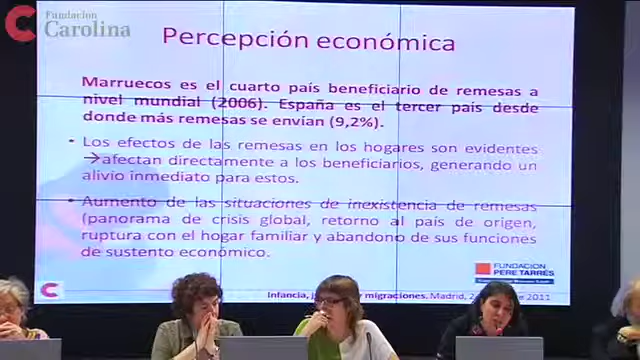 Fundación
Carolina
Percepción económica
Marruecos es el cuarto país beneficiario de remesas a
nivel mundial (2006). España es el tercer país desde
donde más remesas se envían (9,2%).
• Los efectos de las remesas en los hogares son evidentes
→afectan directamente a los beneficiarios, generando un
alivio inmediato para estos.
• Aumento de las situaciones de inexistencia de remesas
(panorama de crisis global, retorno al país de origen,
ruptura con el hogar familiar y abandono de sus funciones
de sustento económico.
FUNDACIÓN
PERE TARRÉS
Infancia, y migraciones. Madrid, 2 de 2011